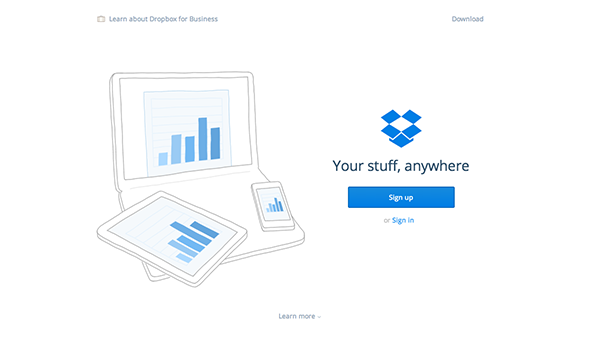 Learn about Dropbox for Business
Download
Your stuff, anywhere
Sign up
or Sign in
Learn more